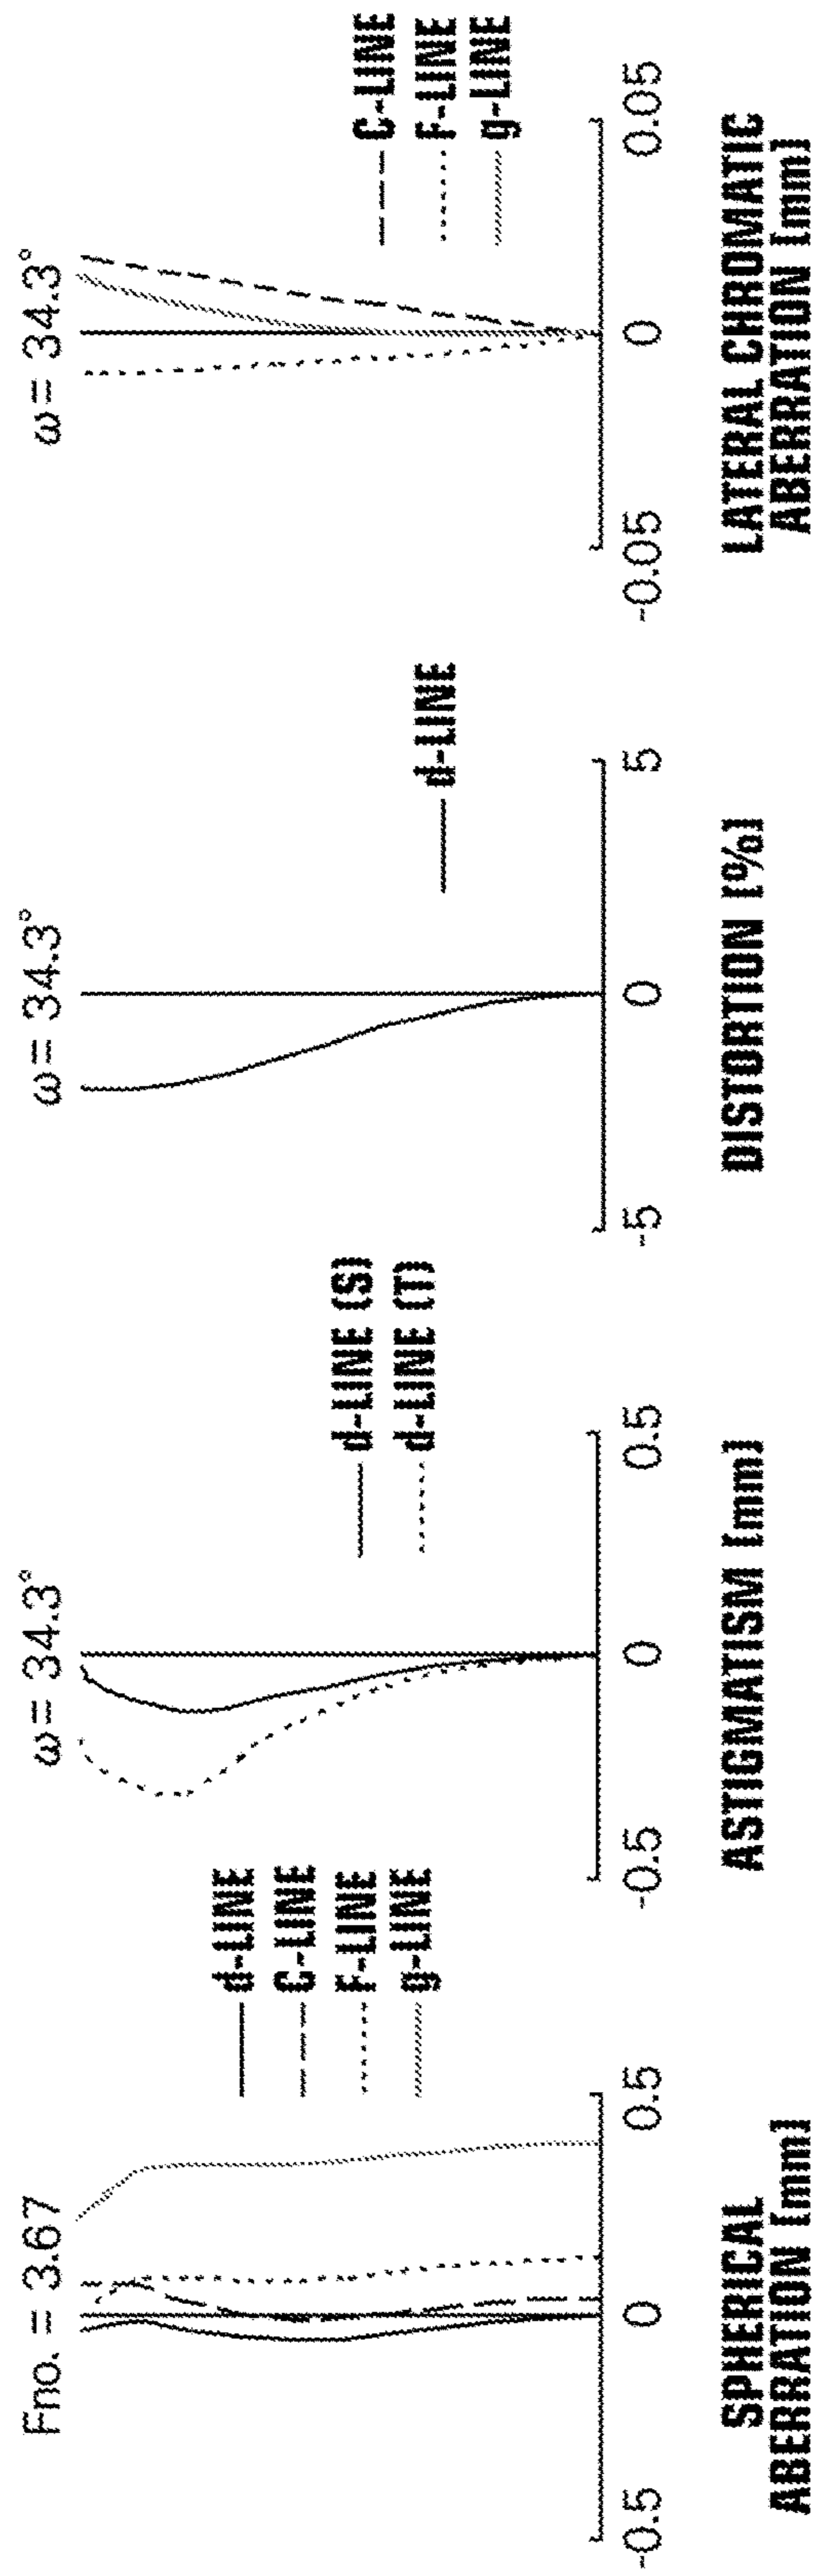 Fno. = 3.67
d-LINE
C-LINE
F-LINE
g-LINE
-0.5
0
0.5
SPHERICAL
ABERRATION [mm]
ω= 34.3°
d-LINE (S)
d-LINE (T)
-0.5
0
0.5
ASTIGMATISM [mm]
ω= 34.3°
d-LINE
-5
0
5
DISTORTION [%]
ω= 34.3°
C-LINE
F-LINE
g-LINE
-0.05
0
0.05
LATERAL CHROMATIC
ABERRATION [mm]